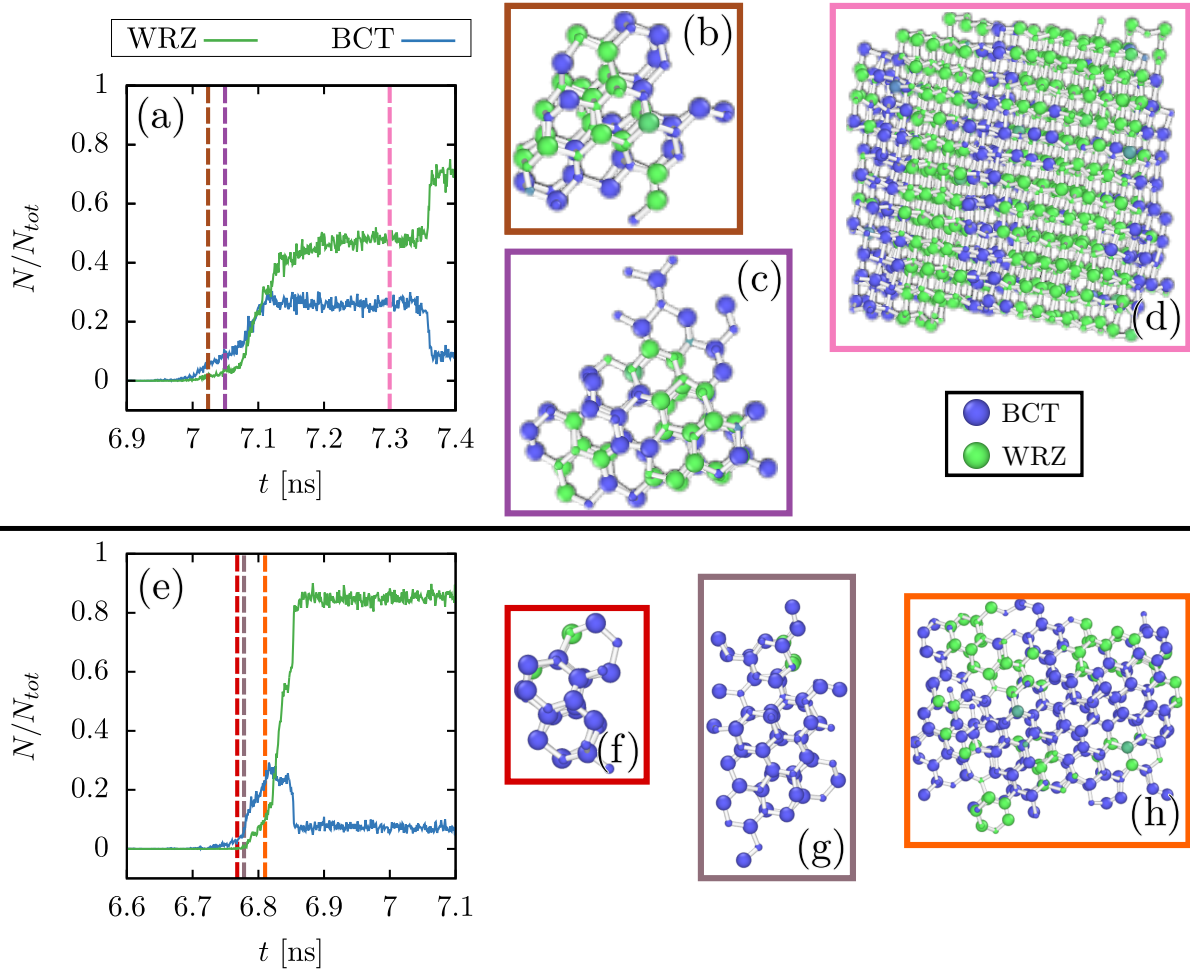 WRZ BCT
(a)
1
0.8
0.6
0.4
0.2
0
N/N_tot
6.9 7 7.1 7.2 7.3 7.4
t [ns]
(b)
(c)
(d)
BCT
WRZ
(e)
1
0.8
0.6
0.4
0.2
0
N/N_tot
6.6 6.7 6.8 6.9 7 7.1
t [ns]
(f)
(g)
(h)